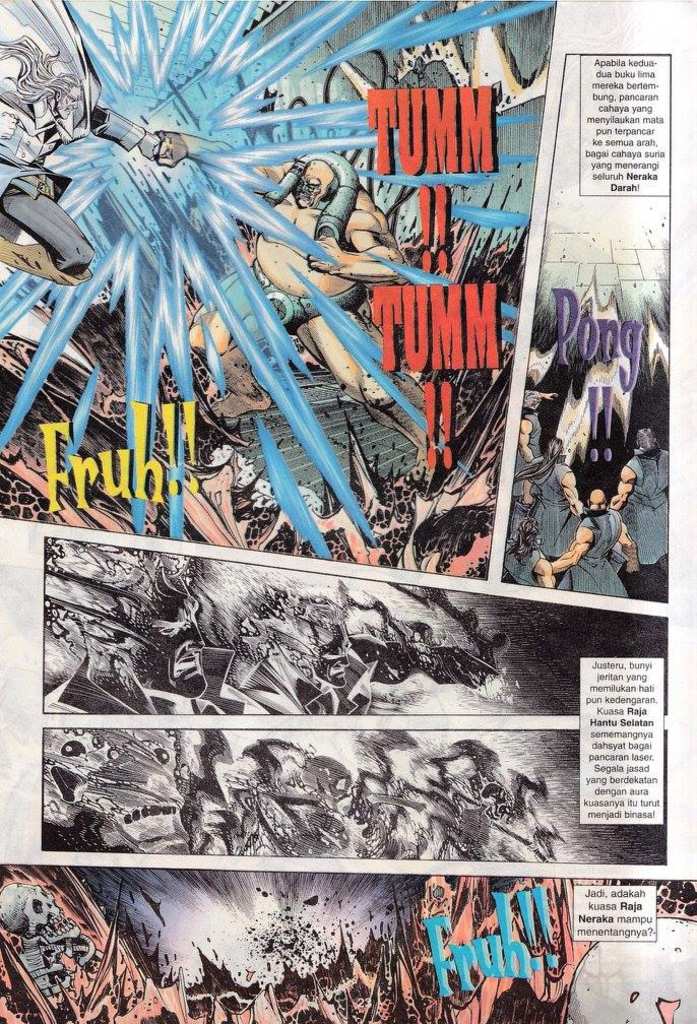 TUMM
!!
TUMM
!!
Fruh!!
Apabila kedua-
dua buku lima
mereka bertem-
bung, pancaran
cahaya yang
menyilaukan mata
pun terpancar
ke semua arah,
bagai cahaya suria
yang menerangi
seluruh Neraka
Darah!
Pong
!!
Justeru, bunyi
jeritan yang
memilukan hati
pun kedengaran.
Kuasa Raja
Hantu Selatan
sememangnya
dahsyat bagai
pancaran laser.
Segala jasad
yang berdekatan
dengan aura
kuasanya itu turut
menjadi binasa!
Fruh!!
Jadi, adakah
kuasa Raja
Neraka mampu
menentangnya?-